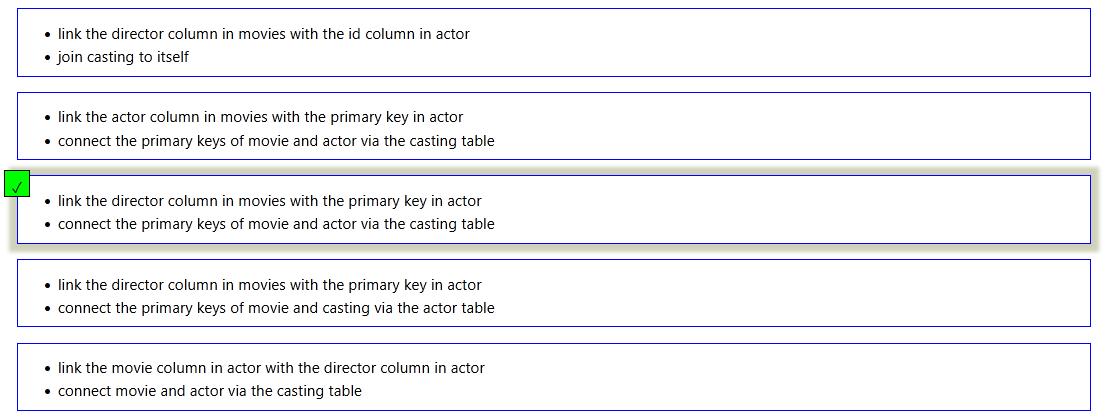 • link the director column in movies with the id column in actor
• join casting to itself
• link the actor column in movies with the primary key in actor
• connect the primary keys of movie and actor via the casting table
✓
• link the director column in movies with the primary key in actor
• connect the primary keys of movie and actor via the casting table
• link the director column in movies with the primary key in actor
• connect the primary keys of movie and casting via the actor table
• link the movie column in actor with the director column in actor
• connect movie and actor via the casting table